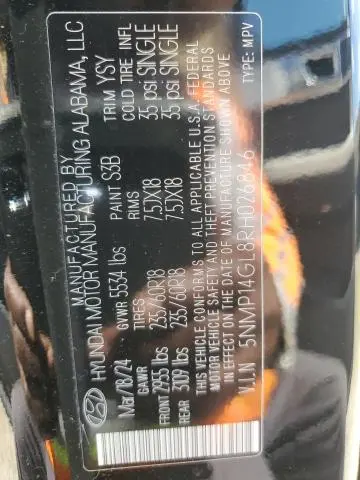 MANUFACTURED BY
HYUNDAI MOTOR MANUFACTURING ALABAMA, LLC
Mar/18/24 GVWR 5534 lbs PAINT S3B TRIM YSY
GAWR TIRES RIMS COLD TIRE INFL
FRONT 2935 lbs 235/60R18 7.5JX18 35 psi SINGLE
REAR 3109 lbs 235/60R18 7.5JX18 35 psi SINGLE
THIS VEHICLE CONFORMS TO ALL APPLICABLE U.S.A. FEDERAL
MOTOR VEHICLE SAFETY AND THEFT PREVENTION STANDARDS
IN EFFECT ON THE DATE OF MANUFACTURE SHOWN ABOVE
V.I.N 5NMP14GL8RH026846 TYPE: MPV